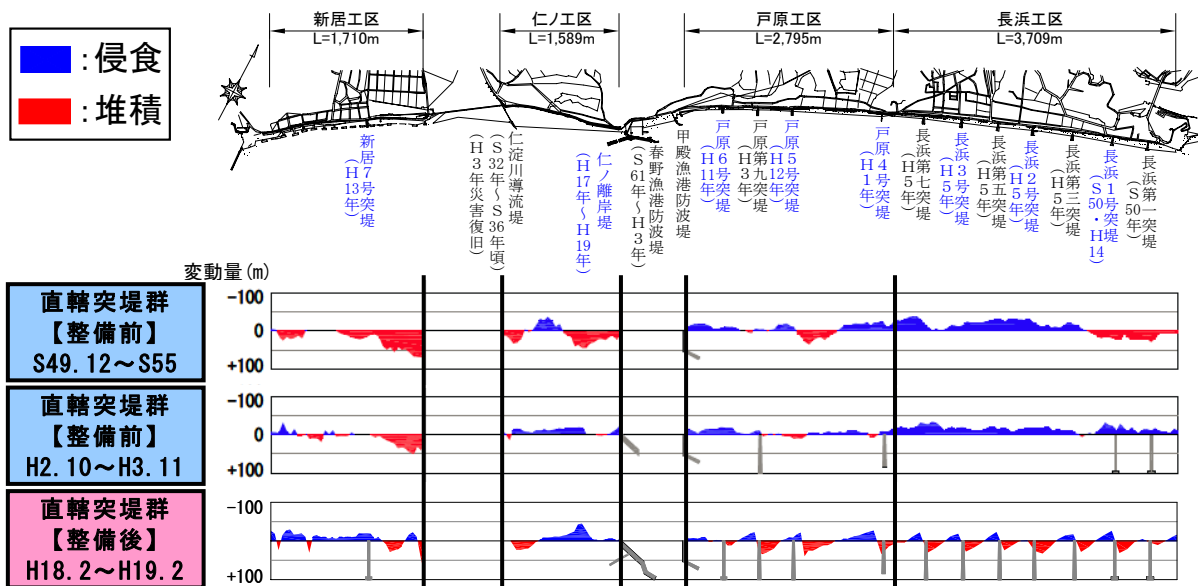 ：侵食
：堆積
新居工区
L=1,710m
仁ノ工区
L=1,589m
戸原工区
L=2,795m
長浜工区
L=3,709m
新居７号突堤
（H13年）
仁淀川導流堤
（S32年～S36年頃）
（H３年災害復旧）
仁ノ離岸堤
（H17年～H19年）
春野漁港防波堤
（S61年～H3年）
甲殿漁港防波堤
戸原６号突堤
（H11年）
戸原第九突堤
（H３年）
戸原５号突堤
（H12年）
戸原４号突堤
（H１年）
長浜第七突堤
（H５年）
長浜３号突堤
（H５年）
長浜第五突堤
（H５年）
長浜２号突堤
（H５年）
長浜第三突堤
（H５年）
長浜１号突堤
（S50・H14）
長浜第一突堤
（S50年）
変動量(m)
直轄突堤群
【整備前】
S49.12～S55
-100
0
+100
直轄突堤群
【整備前】
H2.10～H3.11
-100
0
+100
直轄突堤群
【整備後】
H18.2～H19.2
-100
0
+100